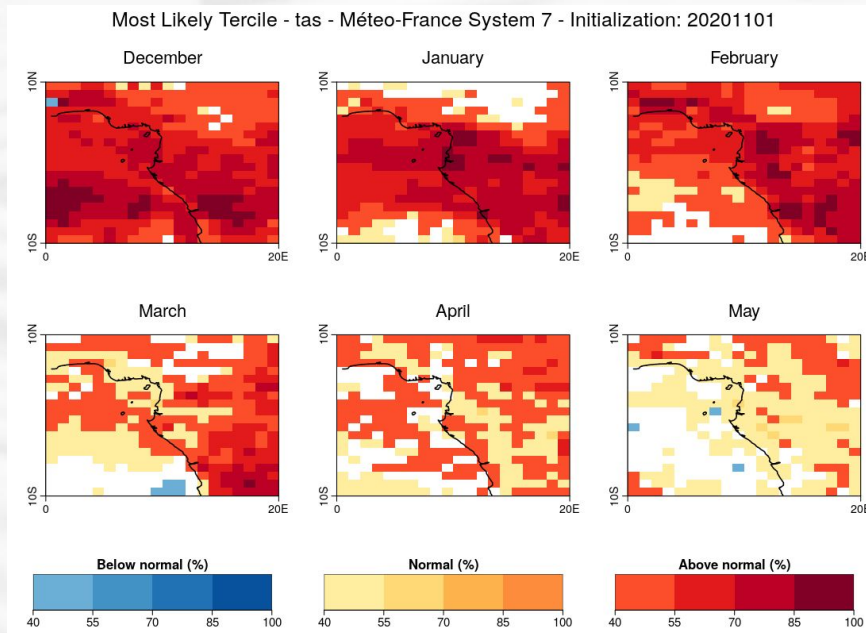 Most Likely Tercile - tas - Méteo-France System 7 - Initialization: 20201101
December January February
10N 10N 10N
10S 10S 10S
0 20E 0 20E 0 20E
March April May
10N 10N 10N
10S 10S 10S
0 20E 0 20E 0 20E
Below normal (%) Normal (%) Above normal (%)
40 55 70 85 100 40 55 70 85 100 40 55 70 85 100